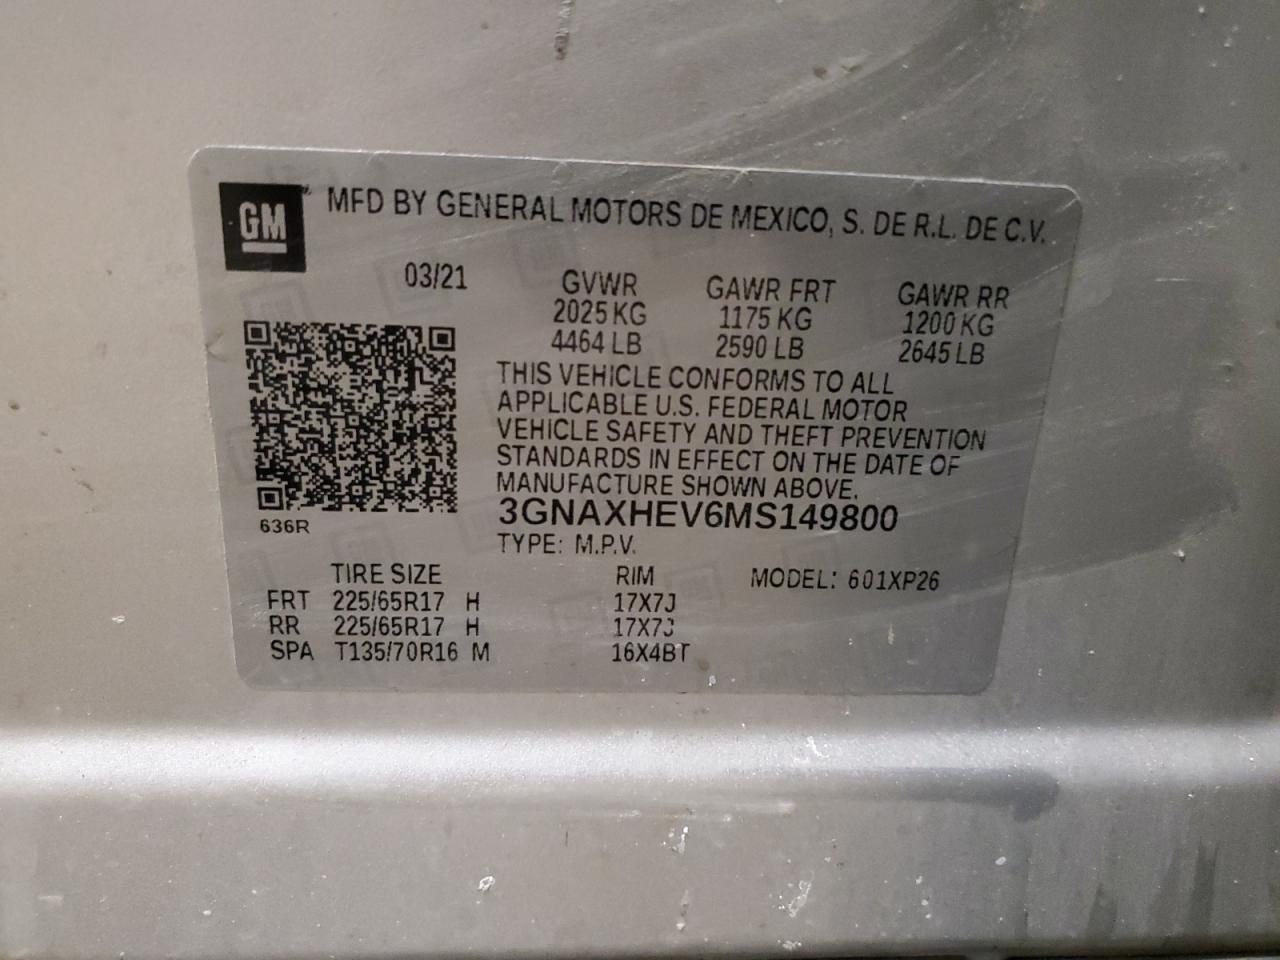 GM
MFD BY GENERAL MOTORS DE MEXICO, S. DE R.L. DE C.V.
03/21 GVWR GAWR FRT GAWR RR
2025 KG 1175 KG 1200 KG
4464 LB 2590 LB 2645 LB
THIS VEHICLE CONFORMS TO ALL
APPLICABLE U.S. FEDERAL MOTOR
VEHICLE SAFETY AND THEFT PREVENTION
STANDARDS IN EFFECT ON THE DATE OF
MANUFACTURE SHOWN ABOVE.
636R 3GNAXHEV6MS149800
TYPE: M.P.V.
TIRE SIZE RIM MODEL: 601XP26
FRT 225/65R17 H 17X7J
RR 225/65R17 H 17X7J
SPA T135/70R16 M 16X4BT